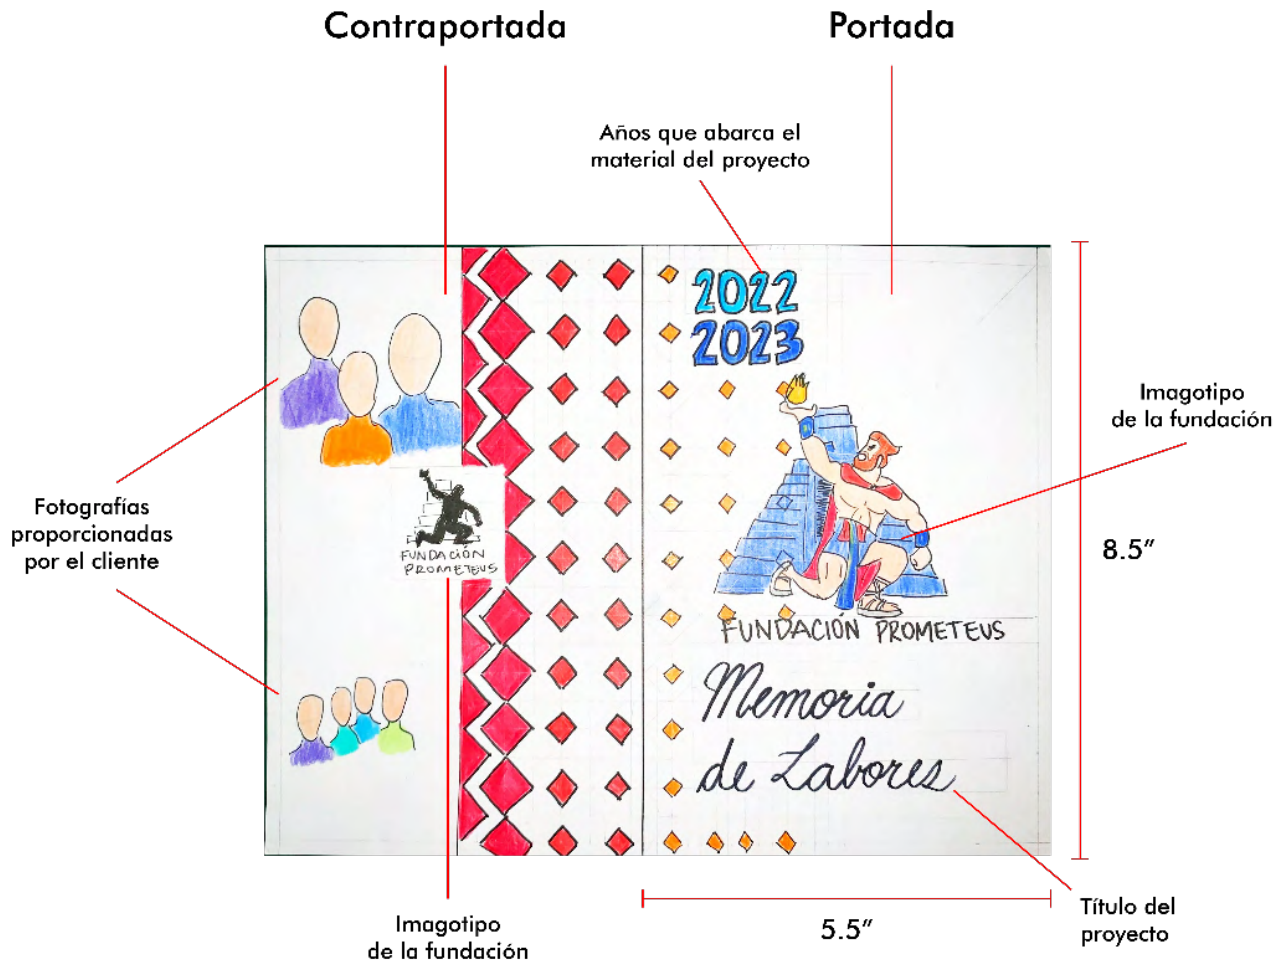 Contraportada
Portada
Años que abarca el
material del proyecto
2022
2023
Imagotipo
de la fundación
Fotografías
proporcionadas
por el cliente
FUNDACIÓN
PROMETEUS
8.5"
FUNDACIÓN PROMETEUS
Memoria
de Labores
Imagotipo
de la fundación
5.5"
Título del
proyecto